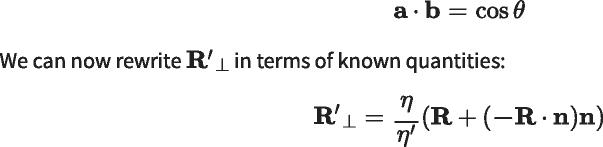 𝐚 · 𝐛 = cos θ
We can now rewrite 𝐑′⊥ in terms of known quantities:
𝐑′⊥ = η/η′ (𝐑 + (−𝐑 · 𝐧)𝐧)